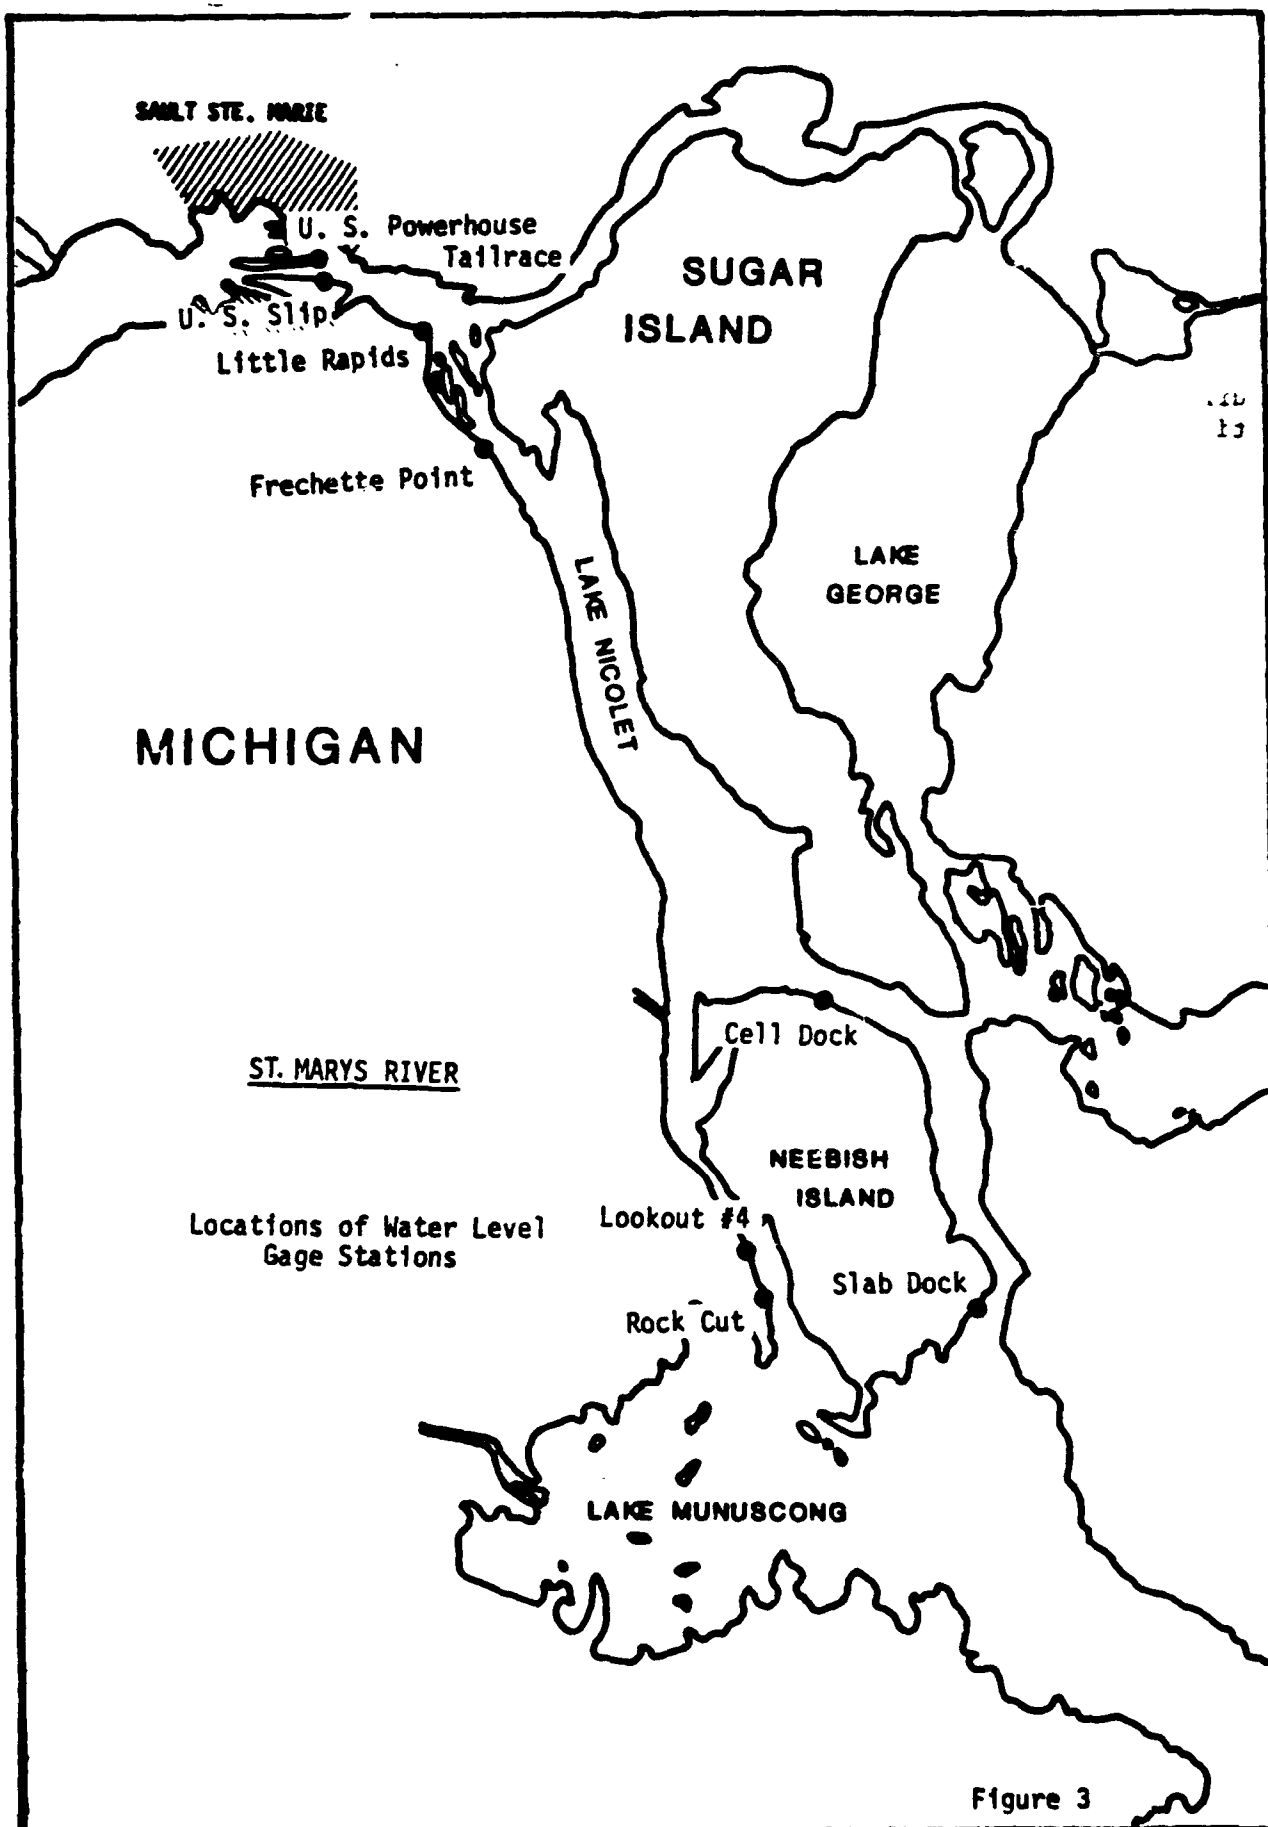 SAULT STE. MARIE
U. S. Powerhouse
Tailrace
U. S. Slip
Little Rapids
Frechette Point
SUGAR
ISLAND
LAKE
GEORGE
LAKE NICOLET
MICHIGAN
Cell Dock
ST. MARYS RIVER
NEEBISH
ISLAND
Locations of Water Level
Gage Stations
Lookout #4
Slab Dock
Rock Cut
LAKE MUNUSCONG
Figure 3